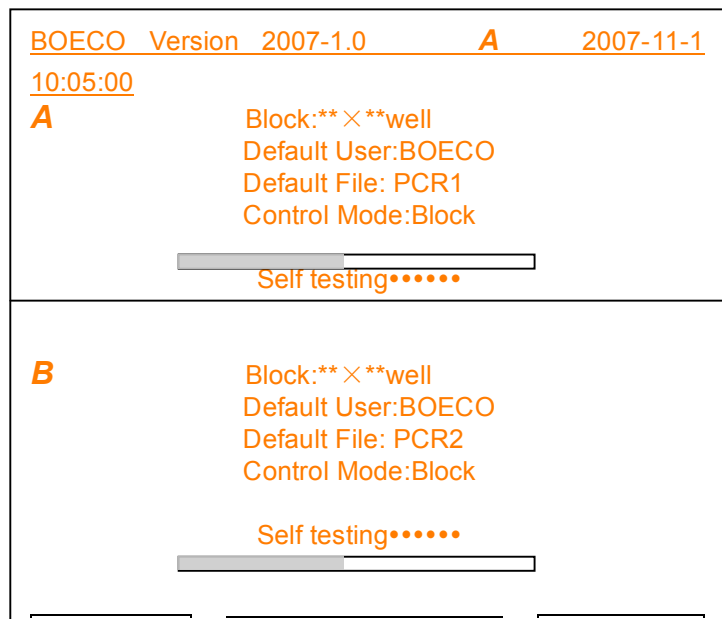 BOECO Version 2007-1.0 A 2007-11-1
10:05:00
A
Block:**×**well
Default User:BOECO
Default File: PCR1
Control Mode:Block
Self testing••••••
B
Block:**×**well
Default User:BOECO
Default File: PCR2
Control Mode:Block
Self testing••••••